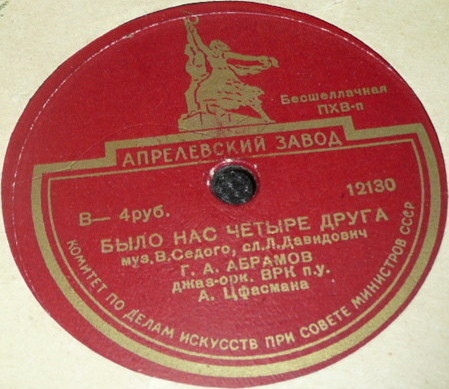 Бесшеллачная
ПХВ-п
АПРЕЛЕВСКИЙ ЗАВОД
В— 4руб.
12130
БЫЛО НАС ЧЕТЫРЕ ДРУГА
муз. В. Седого, сл. Л. Давидович
Г. А. АБРАМОВ
джаз-орк. ВРК п. у.
А. Цфасмана
КОМИТЕТ ПО ДЕЛАМ ИСКУССТВ ПРИ СОВЕТЕ МИНИСТРОВ СССР